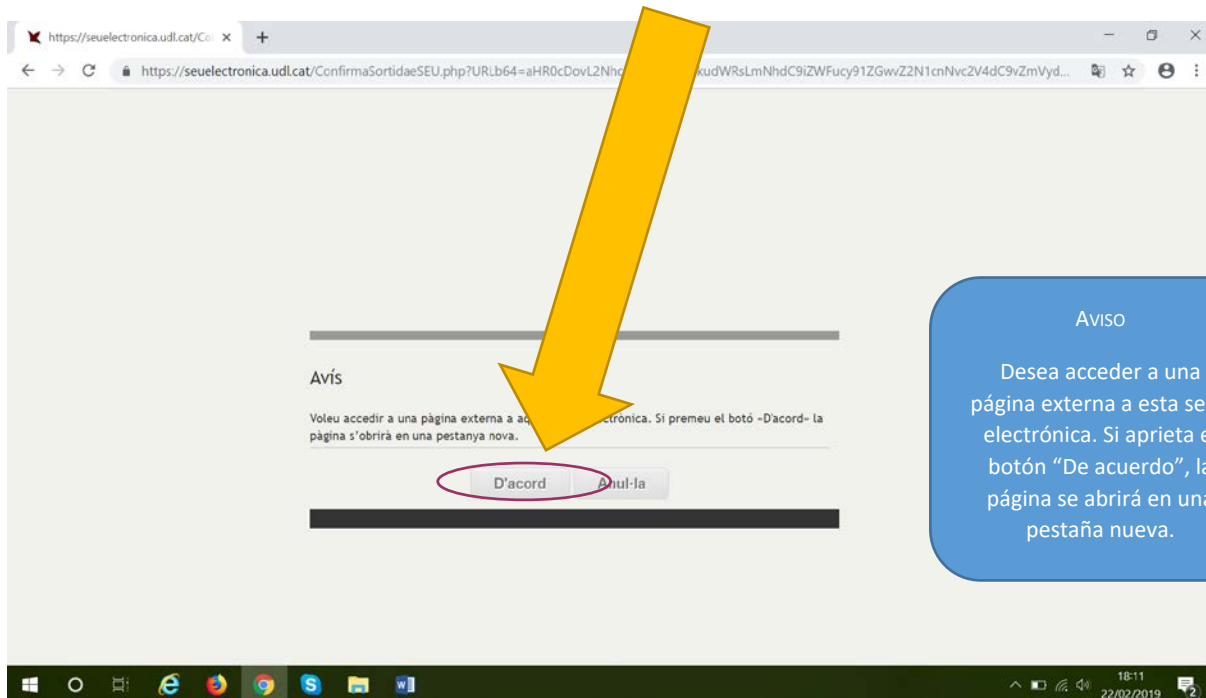 https://seuelectronica.udl.cat/Co
https://seuelectronica.udl.cat/ConfirmaSortidaeSEU.php?URLb64=aHR0cDovL2Nhc kudWRsLmNhdC9iZWFucy91ZGwvZ2N1cnNvc2V4dC9vZmVyd...
Avís
Voleu accedir a una pàgina externa a aq ctrònica. Si premeu el botó «D'acord» la
pàgina s'obrirà en una pestanya nova.
D'acord Anul·la
AVISO
Desea acceder a una
página externa a esta se
electrónica. Si aprieta e
botón “De acuerdo”, la
página se abrirá en una
pestaña nueva.
18:11
22/02/2019
2